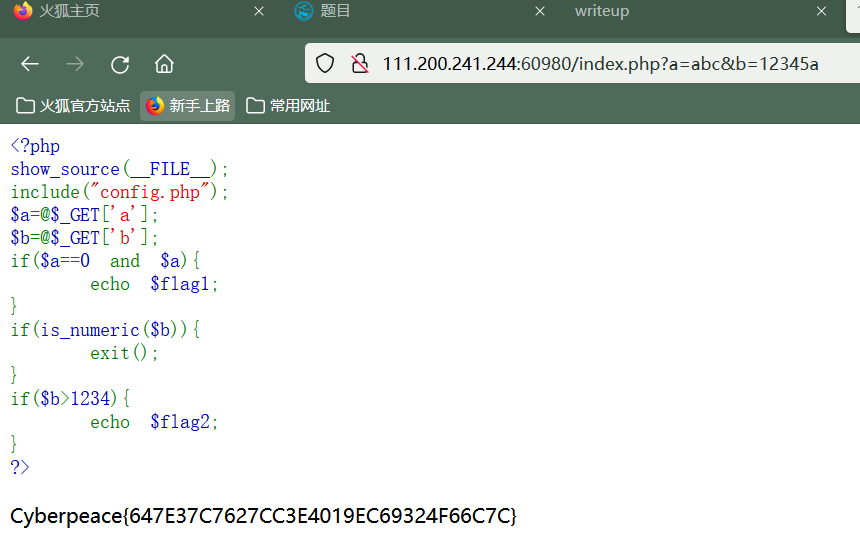 火狐主页
题目
writeup
111.200.241.244:60980/index.php?a=abc&b=12345a
火狐官方站点 新手上路 常用网址
<?php
show_source(__FILE__);
include("config.php");
$a=@$_GET['a'];
$b=@$_GET['b'];
if($a==0 and $a){
echo $flag1;
}
if(is_numeric($b)){
exit();
}
if($b>1234){
echo $flag2;
}
?>
Cyberpeace{647E37C7627CC3E4019EC69324F66C7C}